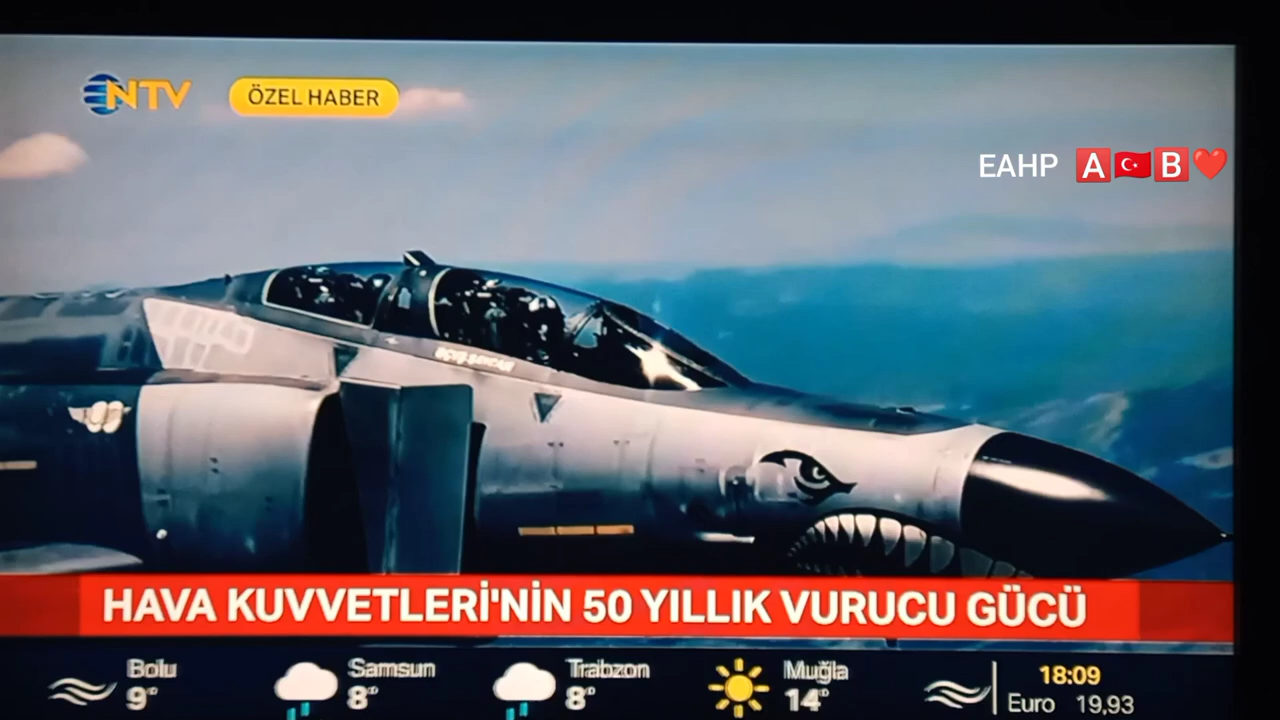 NTV
ÖZEL HABER
EAHP A B
HAVA KUVVETLERİ'NİN 50 YILLIK VURUCU GÜCÜ
Bolu
9°
Samsun
8°
Trabzon
8°
Muğla
14°
18:09
Euro 19,93